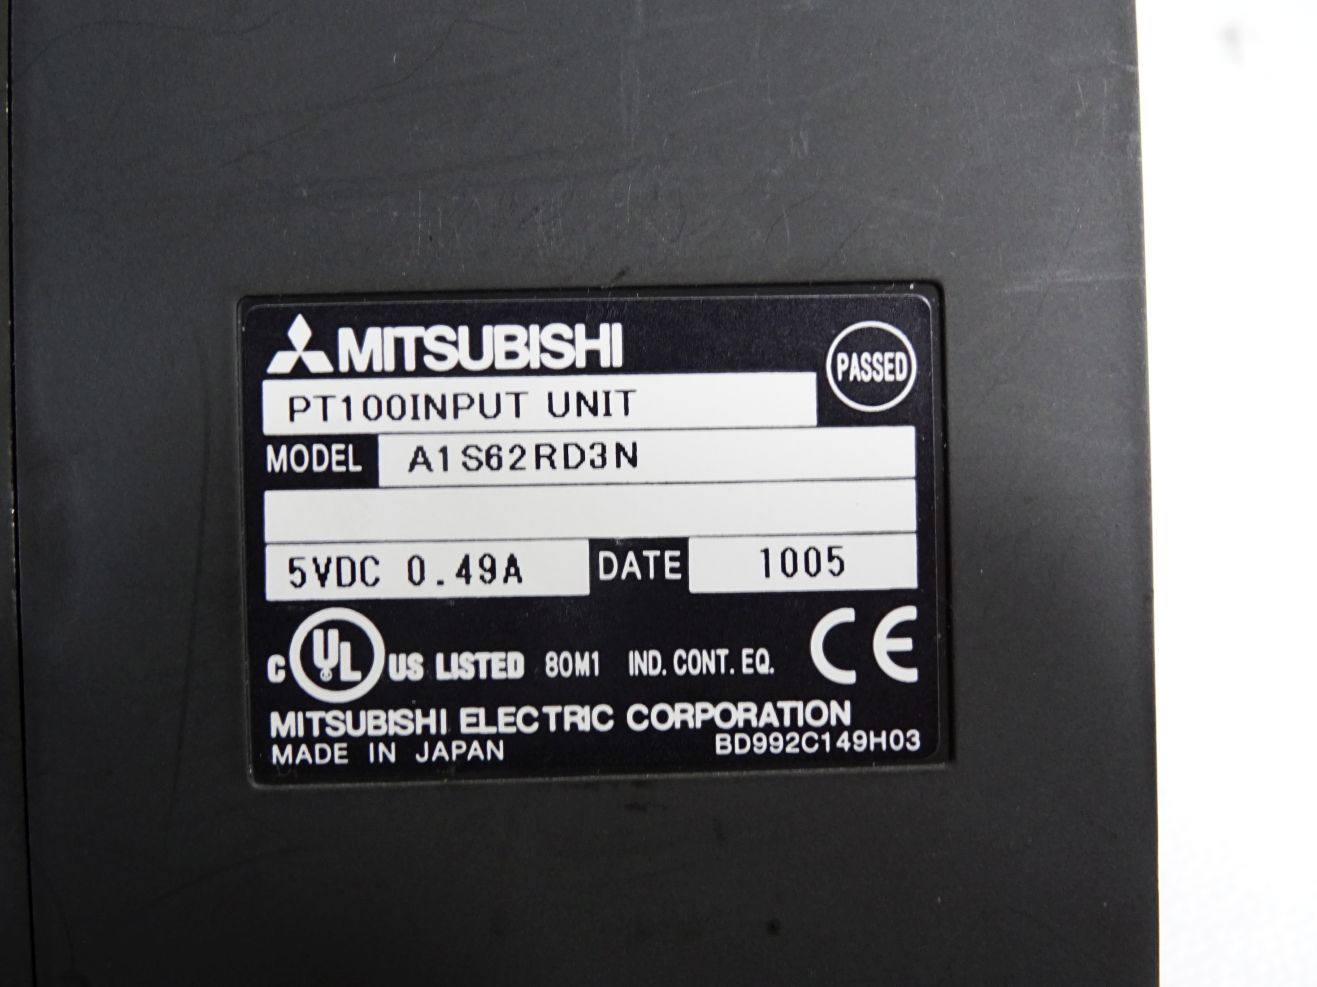 MITSUBISHI
PASSED
PT100INPUT UNIT
MODEL A1S62RD3N
5VDC 0.49A DATE 1005
C UL US LISTED 80M1 IND. CONT. EQ. CE
MITSUBISHI ELECTRIC CORPORATION
MADE IN JAPAN BD992C149H03